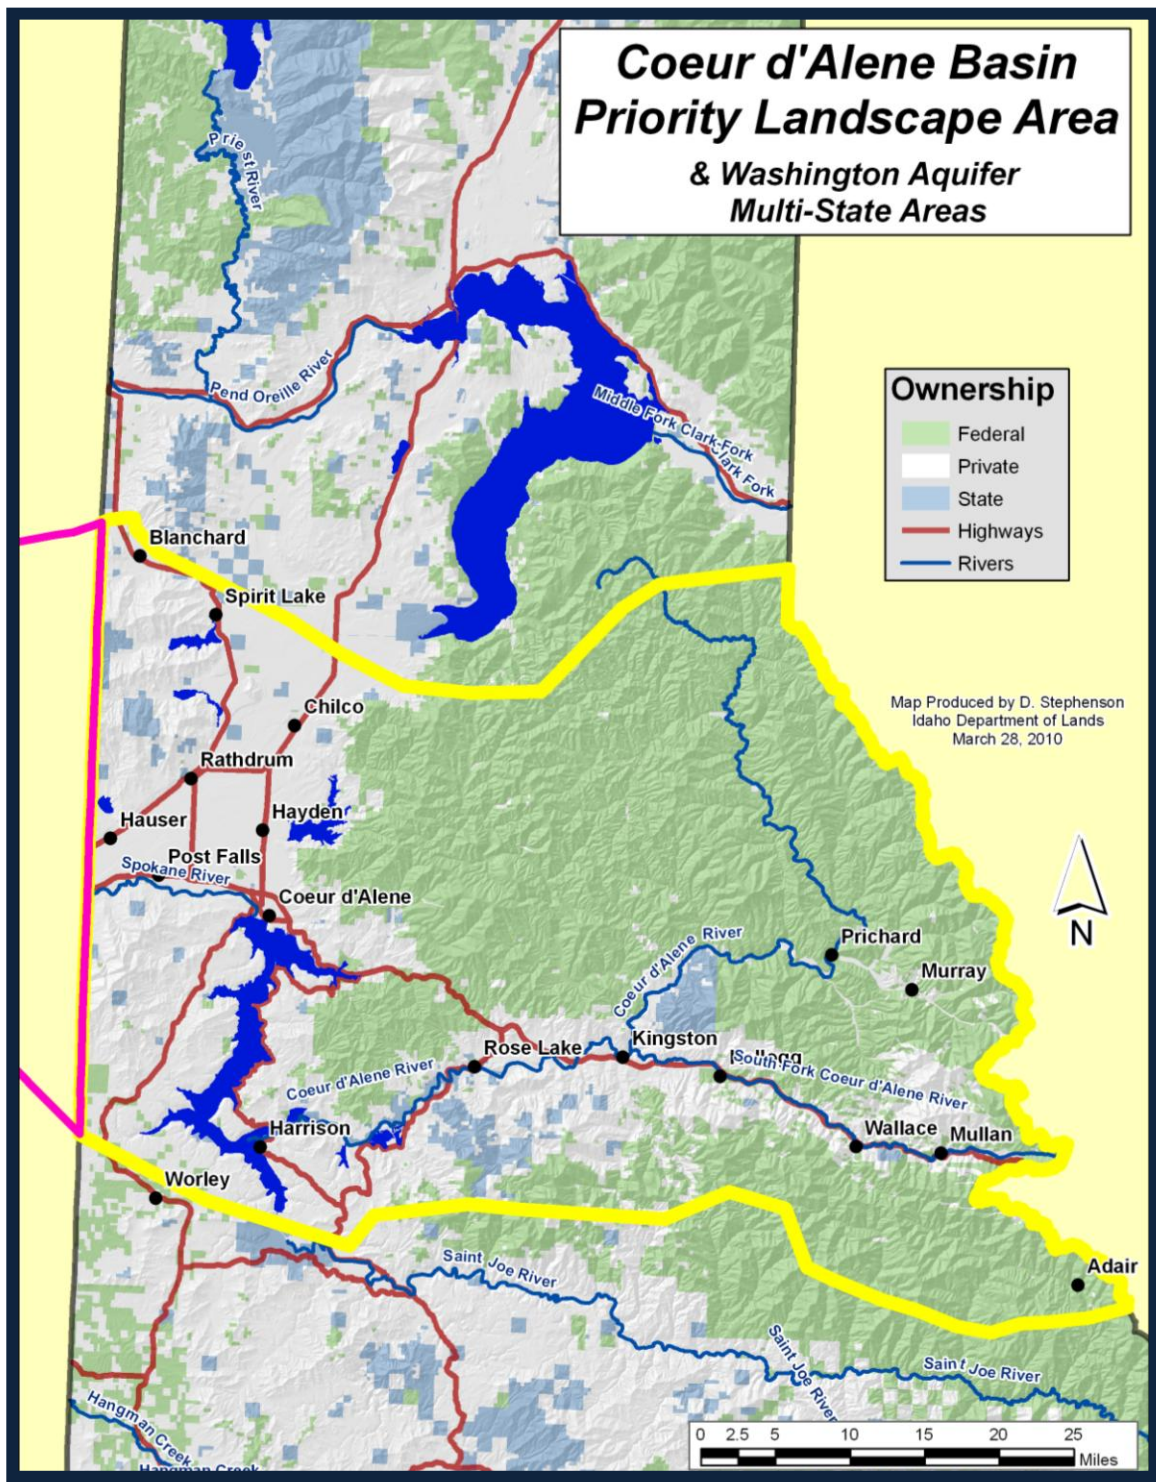 Coeur d'Alene Basin
Priority Landscape Area
& Washington Aquifer
Multi-State Areas
Priest River
Pend Oreille River
Middle Fork Clark-Fork
Clark Fork
Ownership
Federal
Private
State
Highways
Rivers
Blanchard
Spirit Lake
Chilco
Map Produced by D. Stephenson
Idaho Department of Lands
March 28, 2010
Rathdrum
Hauser
Hayden
Post Falls
Spokane River
Coeur d'Alene
N
Prichard
Coeur d'Alene River
Murray
Kingston
Rose Lake
South Fork Coeur d'Alene River
Coeur d'Alene River
Harrison
Wallace
Mullan
Worley
Adair
Saint Joe River
Saint Joe River
Saint Joe River
Hangman Creek
Hangman Creek
0 2.5 5 10 15 20 25
Miles